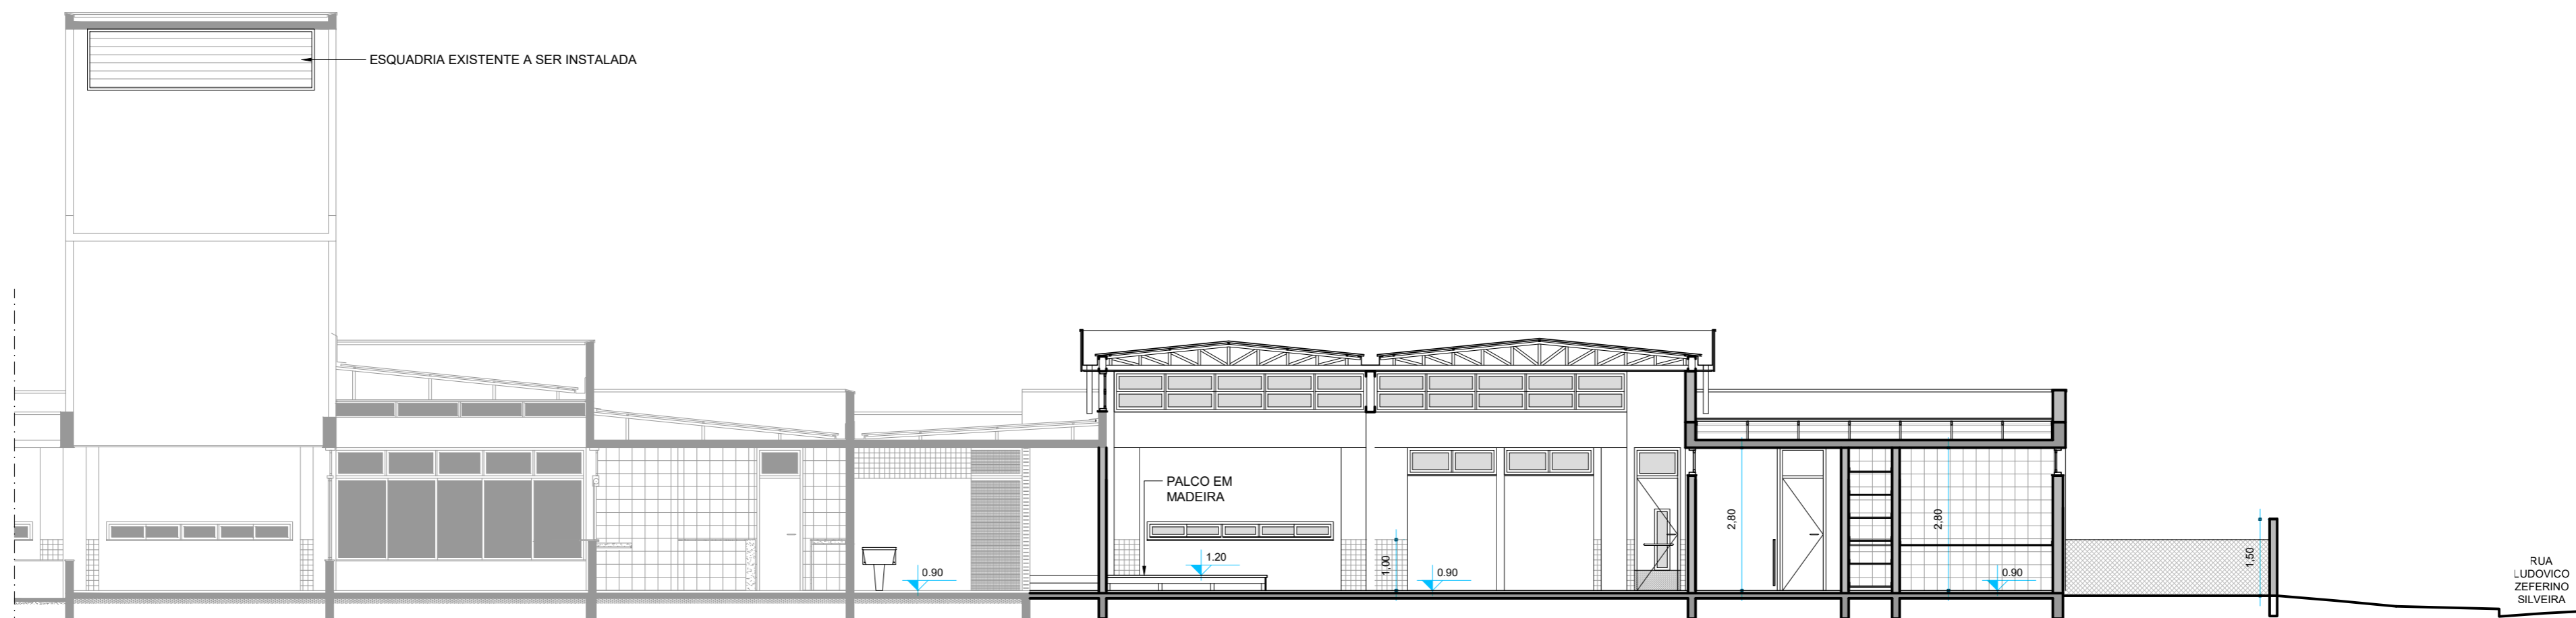 ESQUADRIA EXISTENTE A SER INSTALADA
PALCO EM
MADEIRA
0.90
1.20
1,00
0.90
2,80
2,80
0.90
1,50
RUA
LUDOVICO
ZEFERINO
SILVEIRA